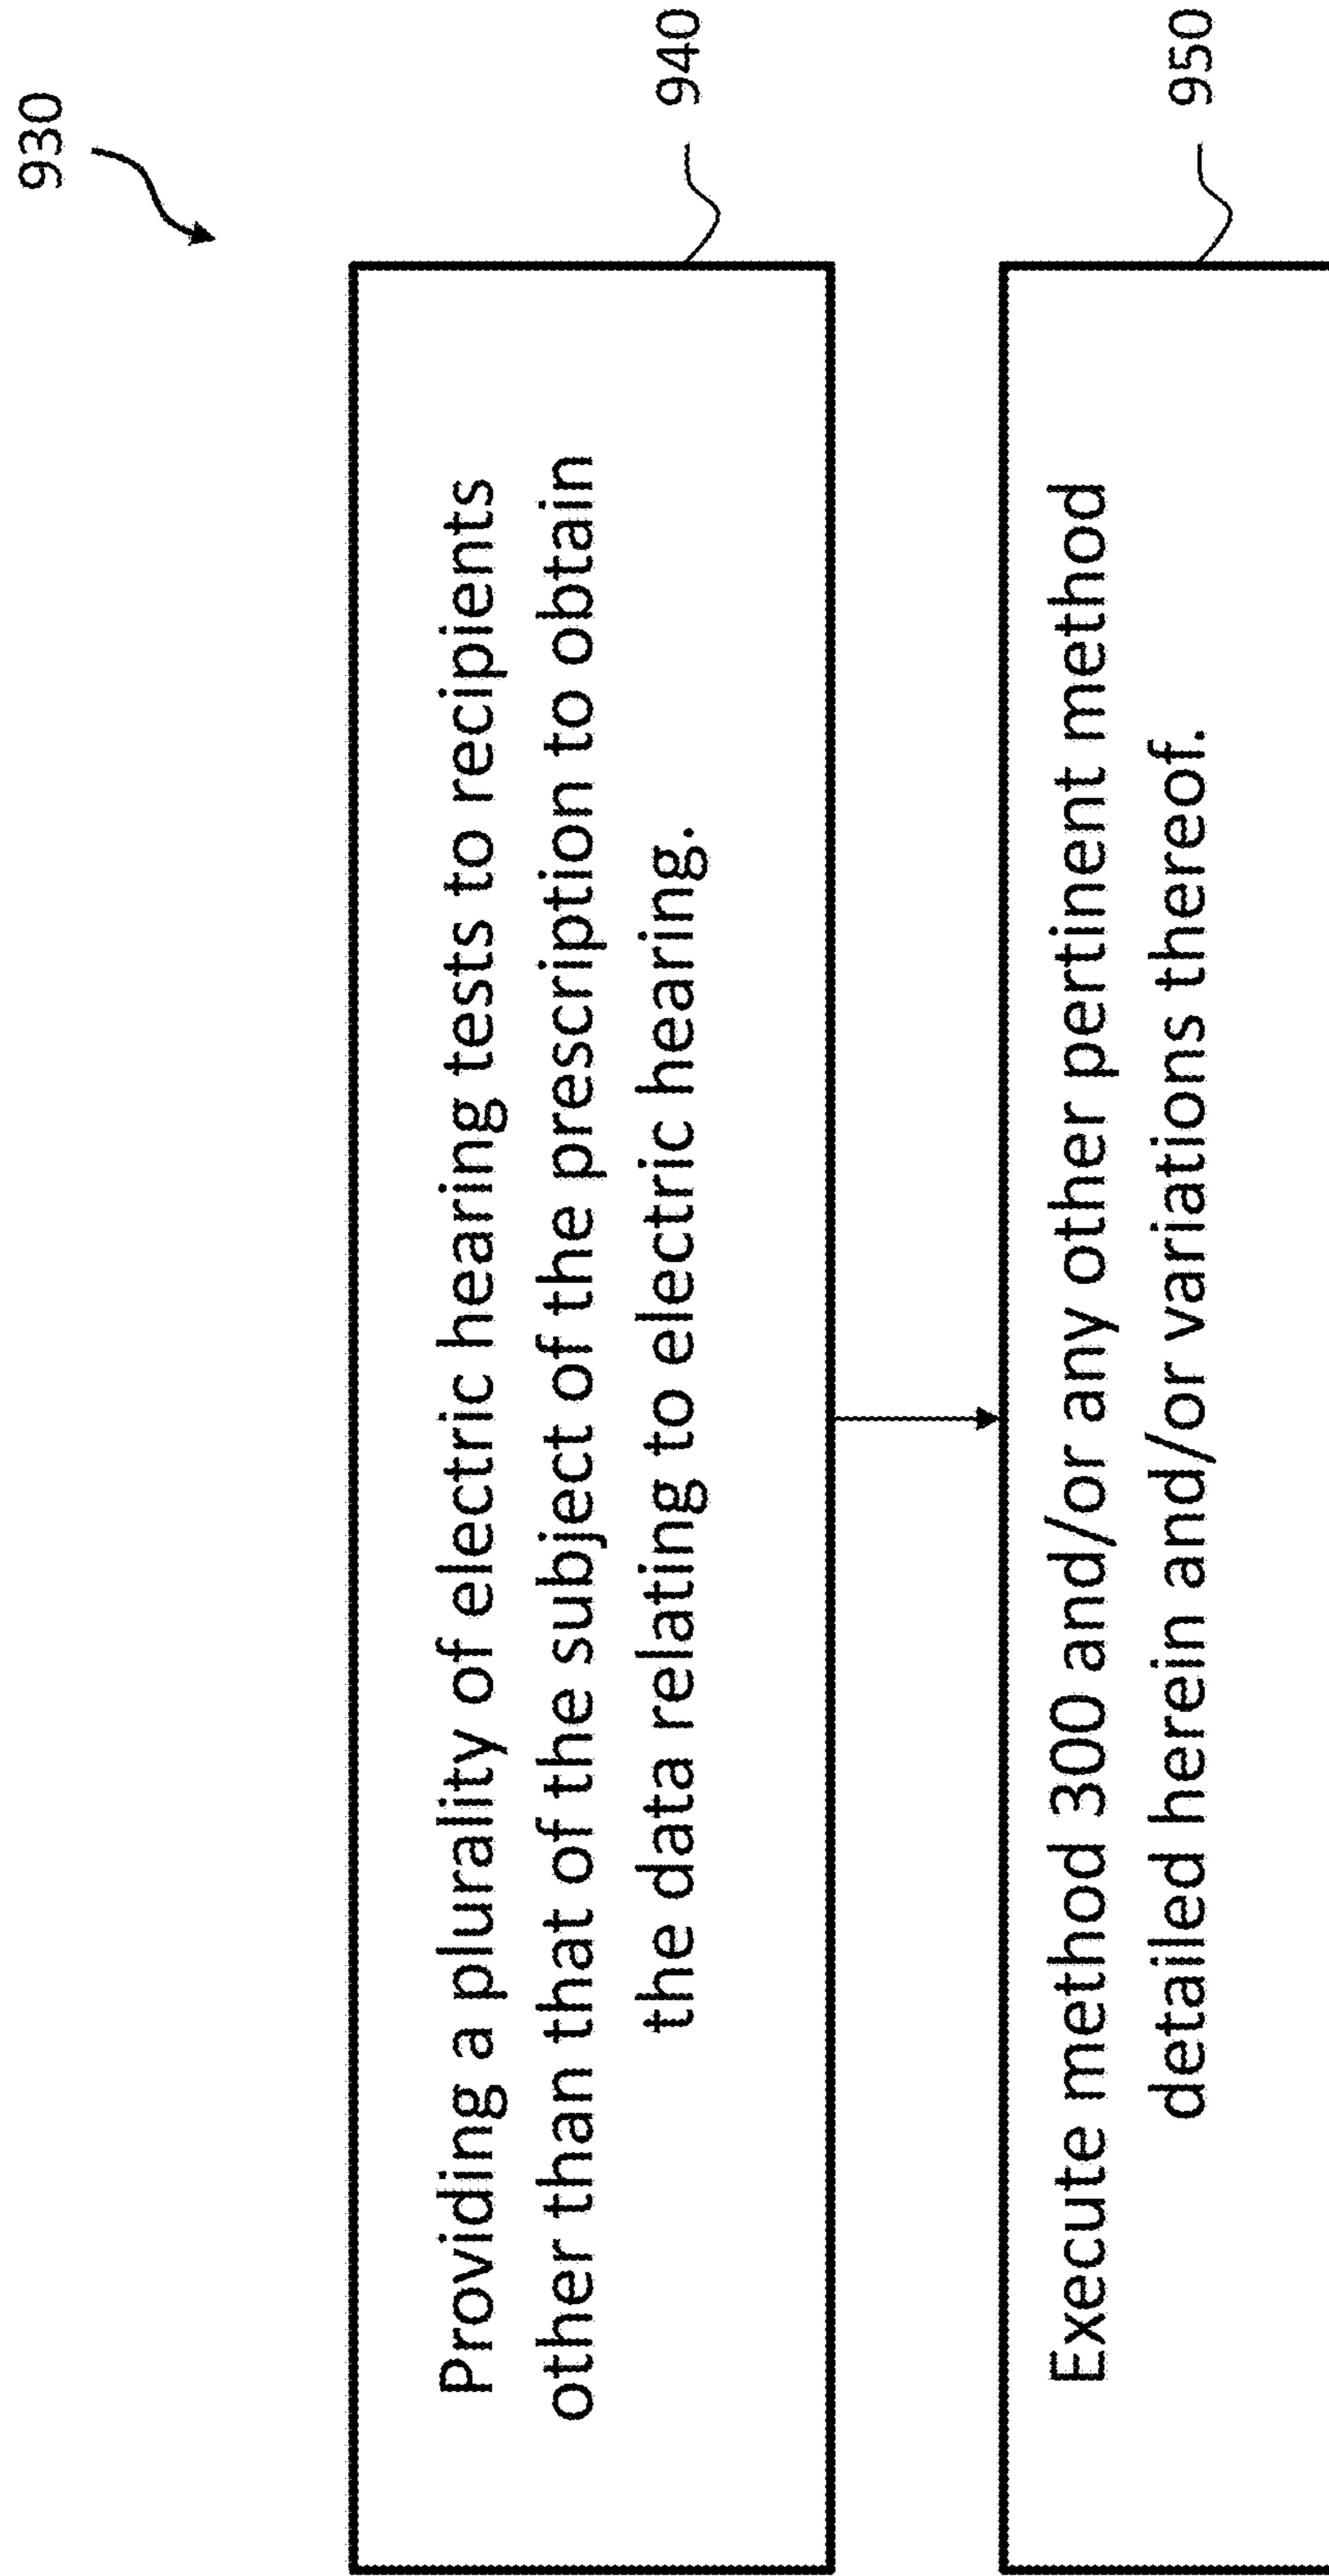 930
Providing a plurality of electric hearing tests to recipients
other than that of the subject of the prescription to obtain
the data relating to electric hearing.
940
Execute method 300 and/or any other pertinent method
detailed herein and/or variations thereof.
950